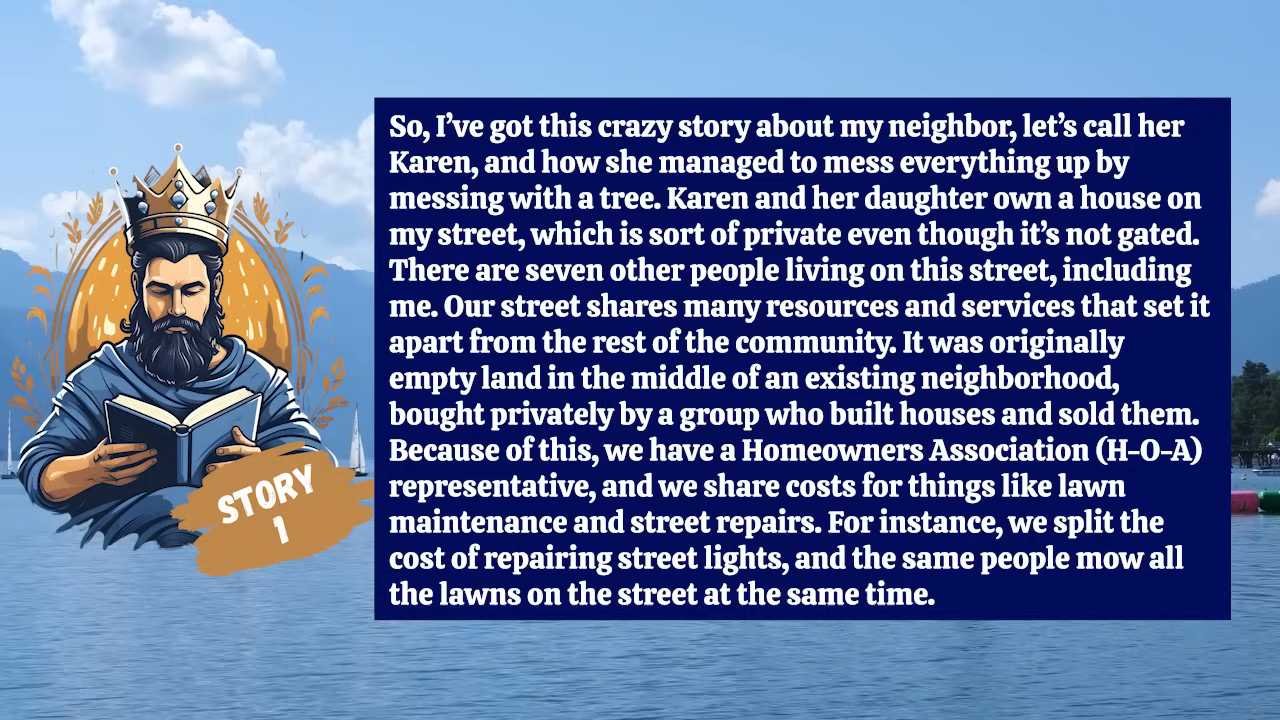 So, I've got this crazy story about my neighbor, let's call her
Karen, and how she managed to mess everything up by
messing with a tree. Karen and her daughter own a house on
my street, which is sort of private even though it's not gated.
There are seven other people living on this street, including
me. Our street shares many resources and services that set it
apart from the rest of the community. It was originally
empty land in the middle of an existing neighborhood,
bought privately by a group who built houses and sold them.
Because of this, we have a Homeowners Association (H-O-A)
representative, and we share costs for things like lawn
maintenance and street repairs. For instance, we split the
cost of repairing street lights, and the same people mow all
the lawns on the street at the same time.
STORY
1